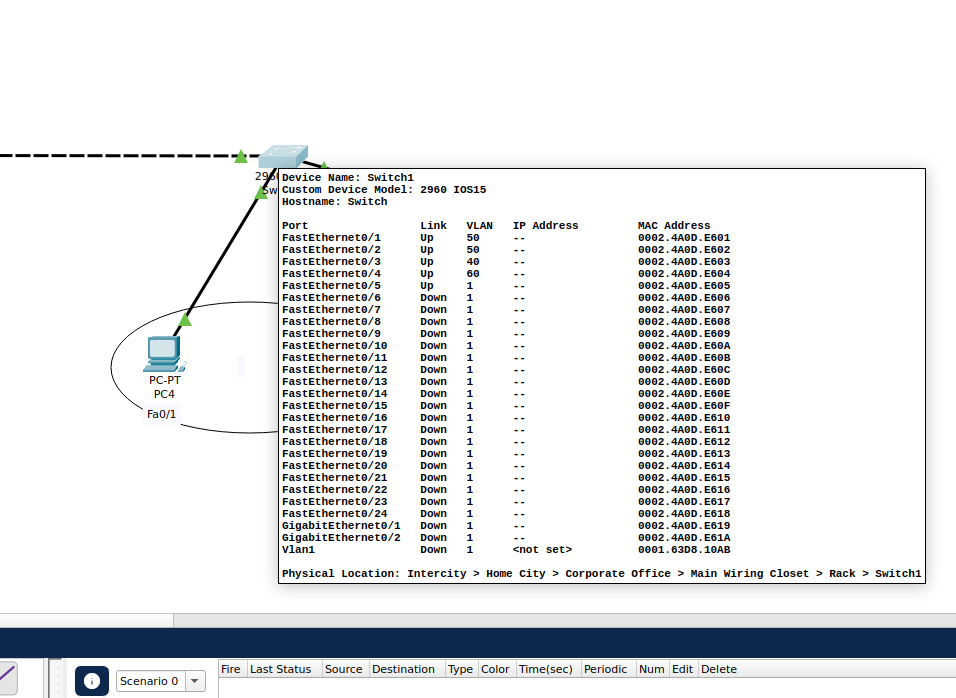 296
Sw
Device Name: Switch1
Custom Device Model: 2960 IOS15
Hostname: Switch
Port Link VLAN IP Address MAC Address
FastEthernet0/1 Up 50 -- 0002.4A0D.E601
FastEthernet0/2 Up 50 -- 0002.4A0D.E602
FastEthernet0/3 Up 40 -- 0002.4A0D.E603
FastEthernet0/4 Up 60 -- 0002.4A0D.E604
FastEthernet0/5 Up 1 -- 0002.4A0D.E605
FastEthernet0/6 Down 1 -- 0002.4A0D.E606
FastEthernet0/7 Down 1 -- 0002.4A0D.E607
FastEthernet0/8 Down 1 -- 0002.4A0D.E608
FastEthernet0/9 Down 1 -- 0002.4A0D.E609
FastEthernet0/10 Down 1 -- 0002.4A0D.E60A
FastEthernet0/11 Down 1 -- 0002.4A0D.E60B
FastEthernet0/12 Down 1 -- 0002.4A0D.E60C
FastEthernet0/13 Down 1 -- 0002.4A0D.E60D
FastEthernet0/14 Down 1 -- 0002.4A0D.E60E
FastEthernet0/15 Down 1 -- 0002.4A0D.E60F
FastEthernet0/16 Down 1 -- 0002.4A0D.E610
FastEthernet0/17 Down 1 -- 0002.4A0D.E611
FastEthernet0/18 Down 1 -- 0002.4A0D.E612
FastEthernet0/19 Down 1 -- 0002.4A0D.E613
FastEthernet0/20 Down 1 -- 0002.4A0D.E614
FastEthernet0/21 Down 1 -- 0002.4A0D.E615
FastEthernet0/22 Down 1 -- 0002.4A0D.E616
FastEthernet0/23 Down 1 -- 0002.4A0D.E617
FastEthernet0/24 Down 1 -- 0002.4A0D.E618
GigabitEthernet0/1 Down 1 -- 0002.4A0D.E619
GigabitEthernet0/2 Down 1 -- 0002.4A0D.E61A
Vlan1 Down 1 <not set> 0001.63D8.10AB
Physical Location: Intercity > Home City > Corporate Office > Main Wiring Closet > Rack > Switch1
PC-PT
PC4
Fa0/1
Scenario 0
Fire Last Status Source Destination Type Color Time(sec) Periodic Num Edit Delete